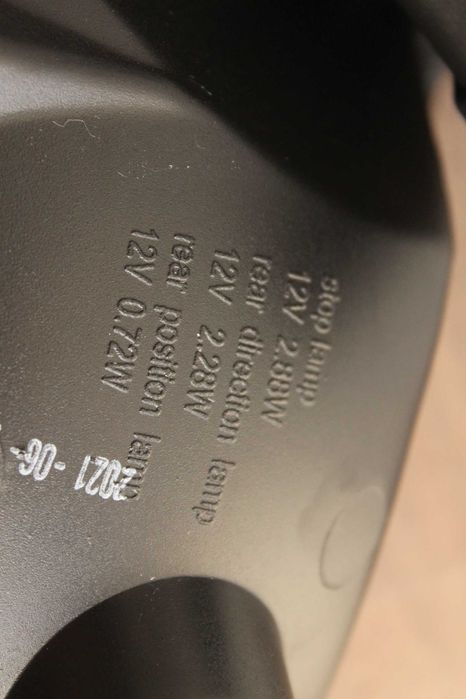 stop lamp
12V 2.88W
rear direction lamp
12V 2.28W
rear position lamp
12V 0.72W
2021-06-